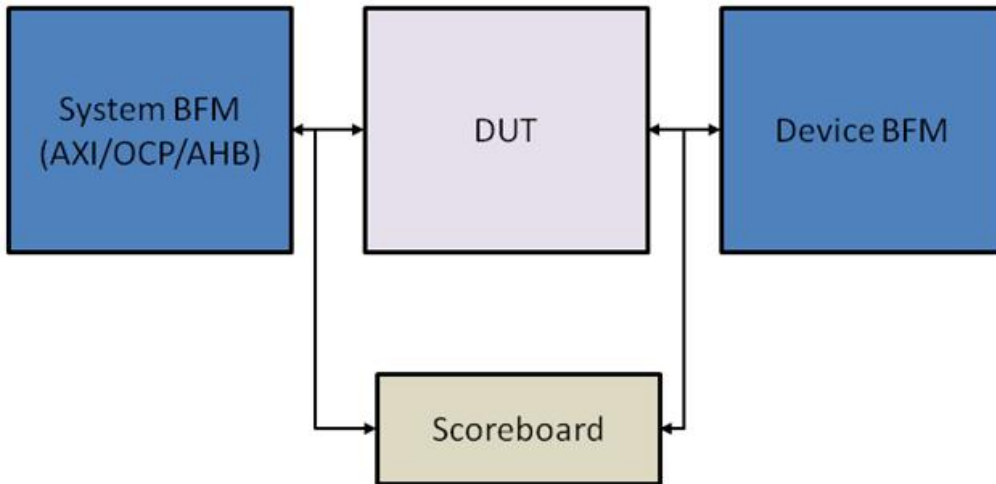 System BFM
(AXI/OCP/AHB)
DUT
Device BFM
Scoreboard